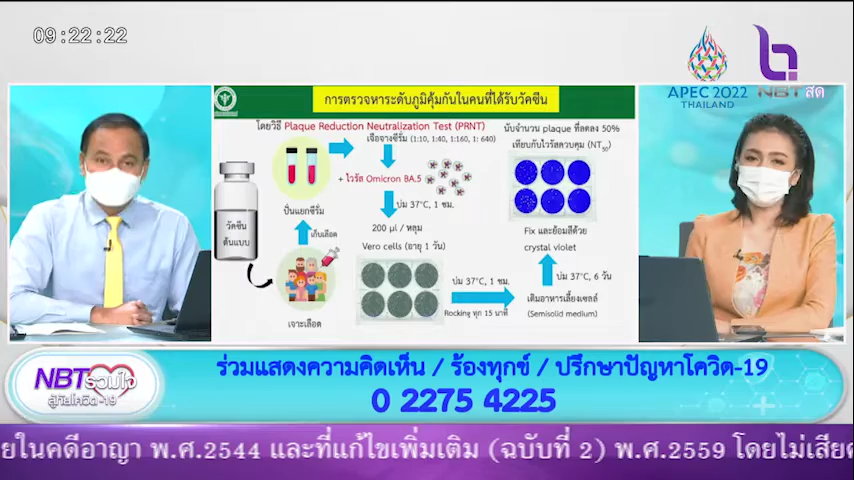 09:22:22
APEC 2022
THAILAND
NBT สด
การตรวจหาระดับภูมิคุ้มกันในคนที่ได้รับวัคซีน
โดยวิธี Plaque Reduction Neutralization Test (PRNT)
เจือจางซีรั่ม (1:10, 1:40, 1:160, 1: 640)
+ ไวรัส Omicron BA.5
ปั่นแยกซีรั่ม
บ่ม 37°C, 1 ชม.
วัคซีน
ต้นแบบ
เก็บเลือด
200 µl / หลุม
Vero cells (อายุ 1 วัน)
เจาะเลือด
บ่ม 37°C, 1 ชม.
Rocking ทุก 15 นาที
นับจำนวน plaque ที่ลดลง 50%
เทียบกับไวรัสควบคุม (NT50)
Fix และย้อมสีด้วย
crystal violet
บ่ม 37°C, 6 วัน
เติมอาหารเลี้ยงเซลล์
(Semisolid medium)
NBTรวมใจ
สู้ภัยโควิด-19
ร่วมแสดงความคิดเห็น / ร้องทุกข์ / ปรึกษาปัญหาโควิด-19
0 2275 4225
ยในคดีอาญา พ.ศ.2544 และที่แก้ไขเพิ่มเติม (ฉบับที่ 2) พ.ศ.2559 โดยไม่เสีย